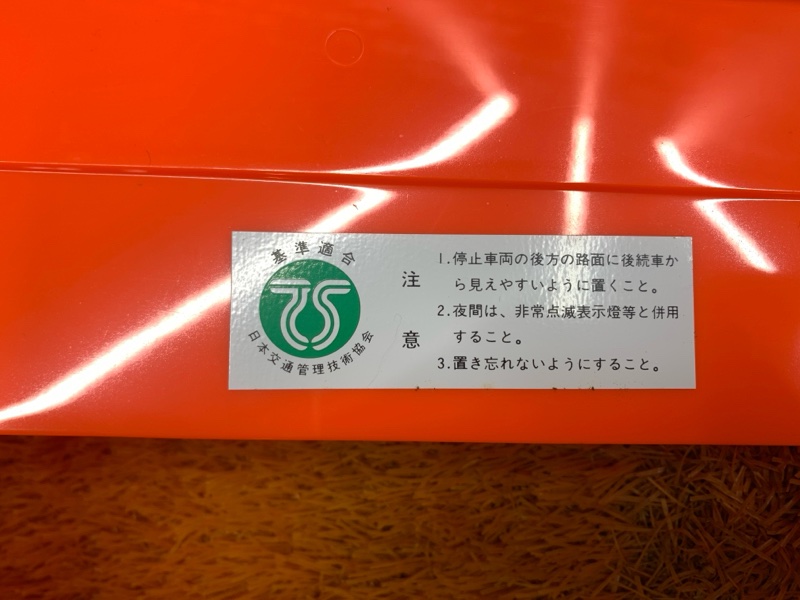 基準適合
TS
日本交通管理技術協会
注意
1.停止車両の後方の路面に後続車か
ら見えやすいように置くこと。
2.夜間は、非常点滅表示燈等と併用
すること。
3.置き忘れないようにすること。